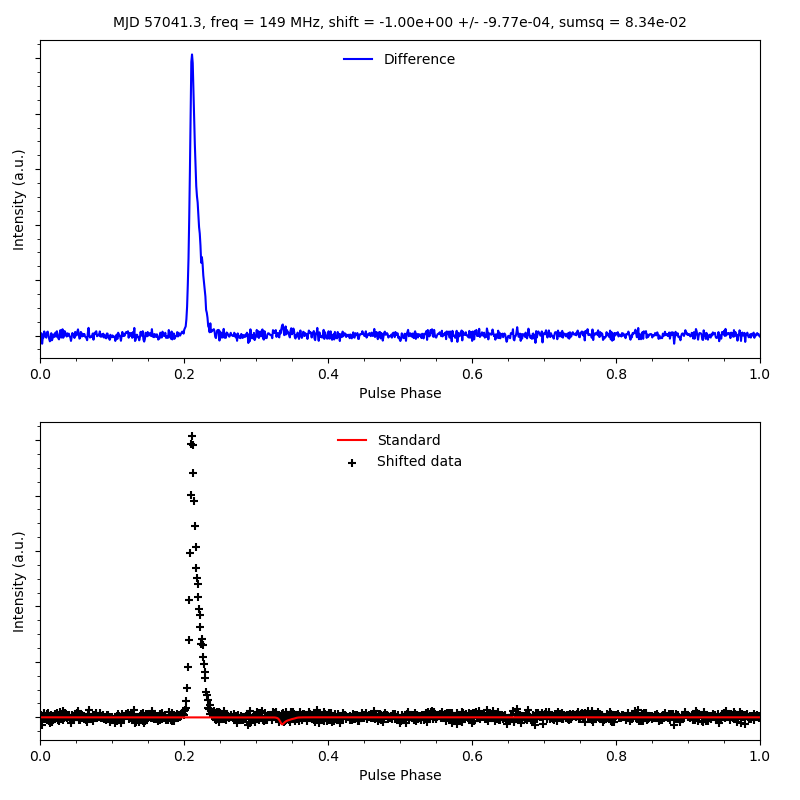 MJD 57041.3, freq = 149 MHz, shift = -1.00e+00 +/- -9.77e-04, sumsq = 8.34e-02
Difference
Intensity (a.u.)
0.0 0.2 0.4 0.6 0.8 1.0
Pulse Phase
Standard
Shifted data
Intensity (a.u.)
0.0 0.2 0.4 0.6 0.8 1.0
Pulse Phase